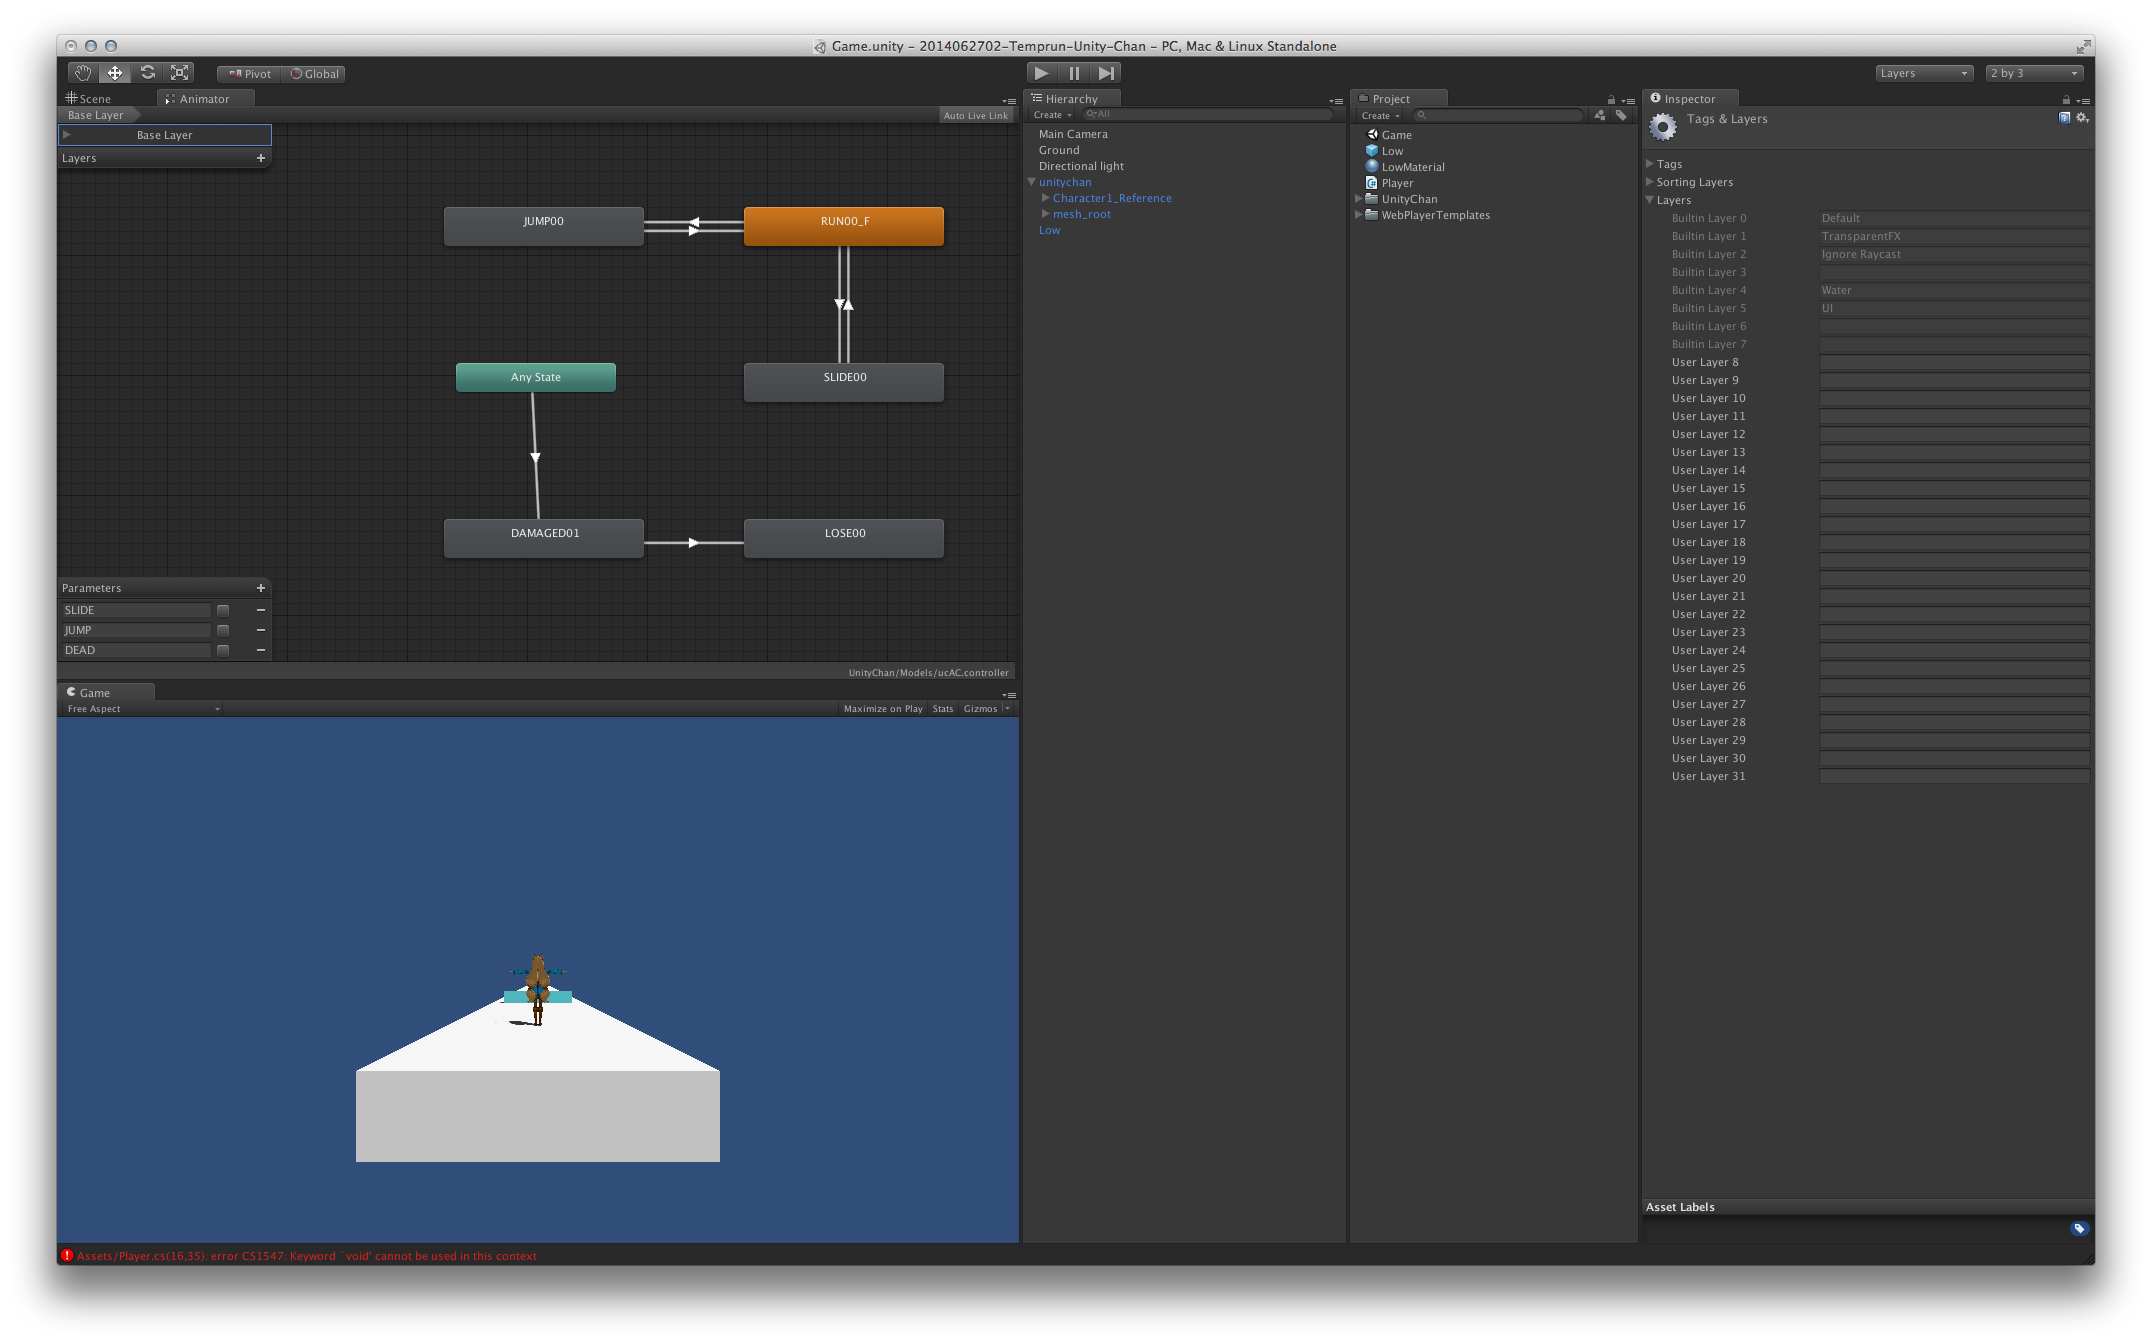 Game.unity – 2014062702-Temprun-Unity-Chan – PC, Mac & Linux Standalone
Pivot Global
Layers
2 by 3
Scene
Animator
Base Layer
Auto Live Link
Base Layer
Layers
JUMP00
RUN00_F
Any State
SLIDE00
DAMAGED01
LOSE00
Parameters
SLIDE
JUMP
DEAD
UnityChan/Models/ucAC.controller
Game
Free Aspect
Maximize on Play Stats Gizmos
Assets/Player.cs(16,35): error CS1547: Keyword `void' cannot be used in this context
Hierarchy
Create All
Main Camera
Ground
Directional light
unitychan
Character1_Reference
mesh_root
Low
Project
Create
Game
Low
LowMaterial
Player
UnityChan
WebPlayerTemplates
Inspector
Tags & Layers
Tags
Sorting Layers
Layers
Builtin Layer 0 Default
Builtin Layer 1 TransparentFX
Builtin Layer 2 Ignore Raycast
Builtin Layer 3
Builtin Layer 4 Water
Builtin Layer 5 UI
Builtin Layer 6
Builtin Layer 7
User Layer 8
User Layer 9
User Layer 10
User Layer 11
User Layer 12
User Layer 13
User Layer 14
User Layer 15
User Layer 16
User Layer 17
User Layer 18
User Layer 19
User Layer 20
User Layer 21
User Layer 22
User Layer 23
User Layer 24
User Layer 25
User Layer 26
User Layer 27
User Layer 28
User Layer 29
User Layer 30
User Layer 31
Asset Labels